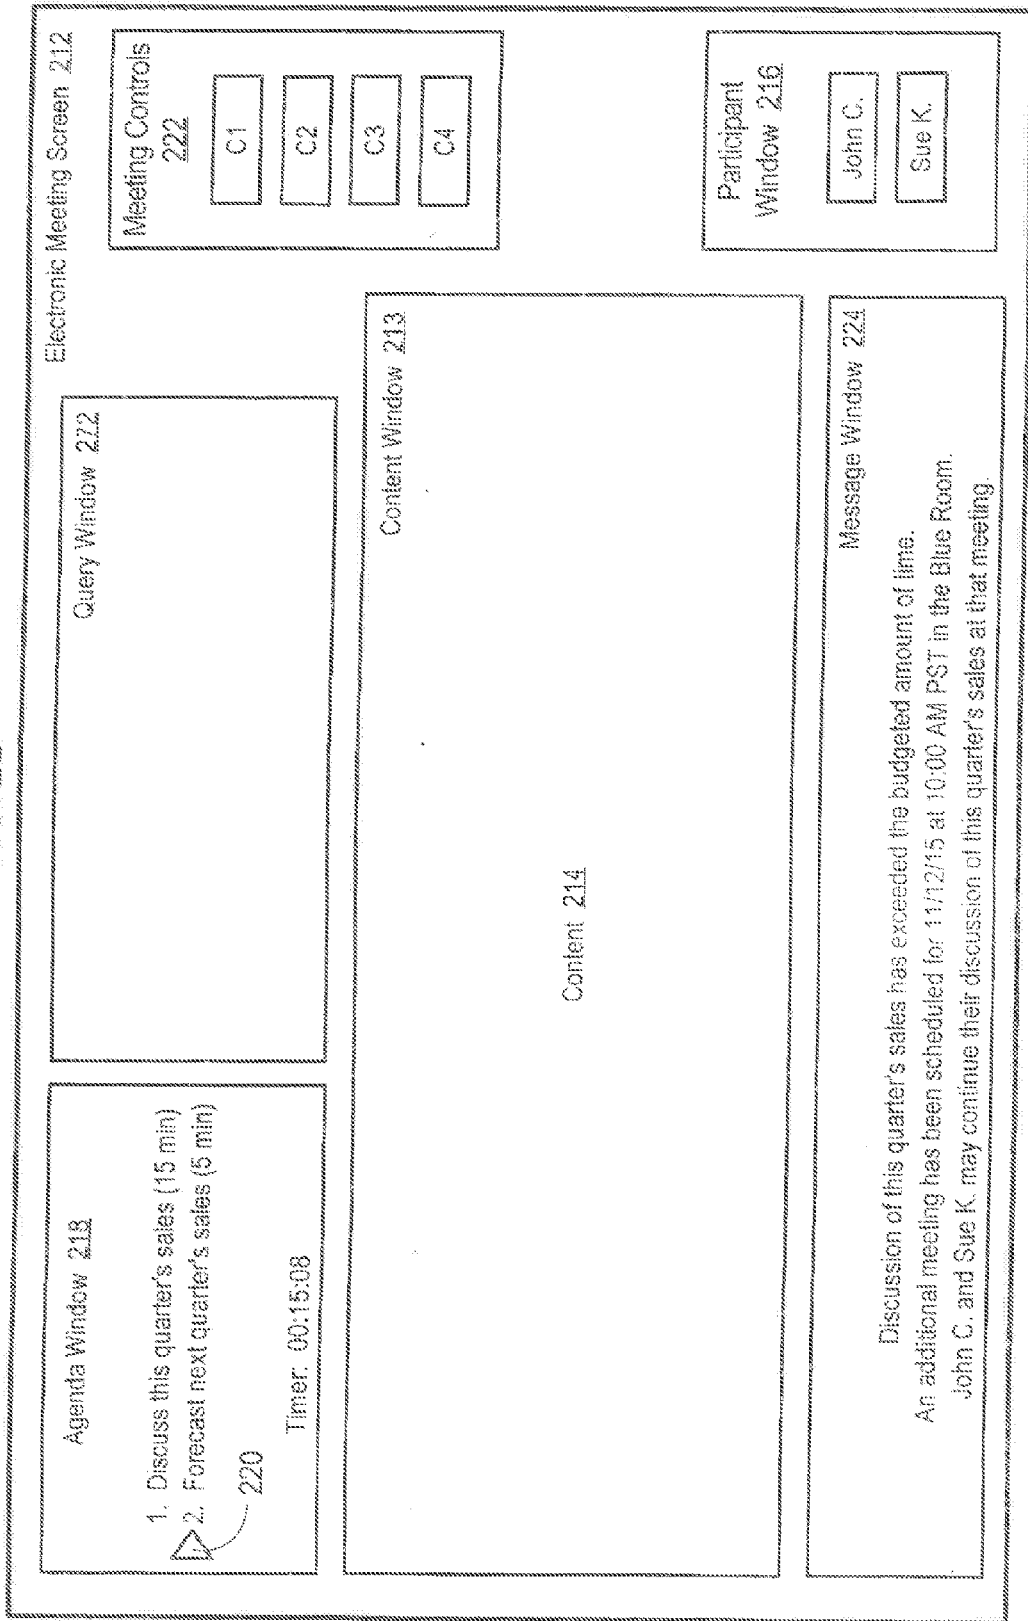 Electronic Meeting Screen 212
Agenda Window 218
1. Discuss this quarter's sales (15 min)
2. Forecast next quarter's sales (5 min)
220
Timer: 00:15:08
Query Window 272
Meeting Controls
222
C1
C2
C3
C4
Content Window 213
Content 214
Participant
Window 216
John C.
Sue K.
Message Window 224
Discussion of this quarter's sales has exceeded the budgeted amount of time.
An additional meeting has been scheduled for 11/12/15 at 10:00 AM PST in the Blue Room.
John C. and Sue K. may continue their discussion of this quarter's sales at that meeting.